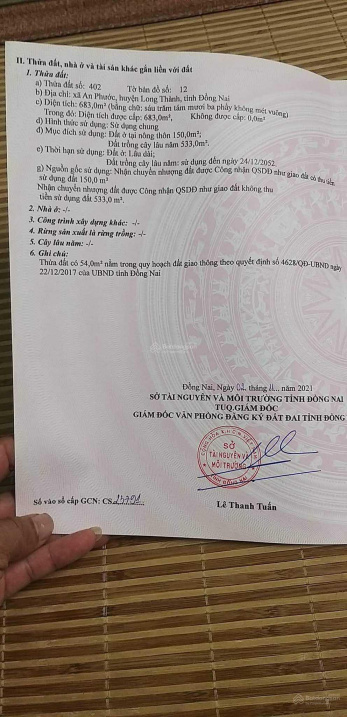 II. Thửa đất, nhà ở và tài sản khác gắn liền với đất
1. Thửa đất:
a) Thửa đất số: 402 Tờ bản đồ số: 12
b) Địa chỉ: xã An Phước, huyện Long Thành, tỉnh Đồng Nai
c) Diện tích: 683,0m² (bằng chữ: sáu trăm tám mươi ba phẩy không mét vuông)
Trong đó: Diện tích được cấp: 683,0m², Không được cấp: 0,0m²
d) Hình thức sử dụng: Sử dụng chung
đ) Mục đích sử dụng: Đất ở tại nông thôn 150,0m²;
Đất trồng cây lâu năm 533,0m².
e) Thời hạn sử dụng: Đất ở: Lâu dài;
Đất trồng cây lâu năm: sử dụng đến ngày 24/12/2052.
g) Nguồn gốc sử dụng: Nhận chuyển nhượng đất được Công nhận QSDĐ như giao đất có thu tiền
sử dụng đất 150,0 m²
Nhận chuyển nhượng đất được Công nhận QSDĐ như giao đất không thu
tiền sử dụng đất 533,0 m².
2. Nhà ở: -/-
3. Công trình xây dựng khác: -/-
4. Rừng sản xuất là rừng trồng: -/-
5. Cây lâu năm: -/-
6. Ghi chú:
Thửa đất có 54,0m² nằm trong quy hoạch đất giao thông theo quyết định số 4628/QĐ-UBND ngày
22/12/2017 của UBND tỉnh Đồng Nai
Đồng Nai, Ngày 02 tháng 11 năm 2021
SỞ TÀI NGUYÊN VÀ MÔI TRƯỜNG TỈNH ĐỒNG NAI
TUQ.GIÁM ĐỐC
GIÁM ĐỐC VĂN PHÒNG ĐĂNG KÝ ĐẤT ĐAI TỈNH ĐỒNG
SỞ
TÀI NGUYÊN VÀ
MÔI TRƯỜNG
TỈNH ĐỒNG NAI
Số vào sổ cấp GCN: CS
Lê Thanh Tuấn